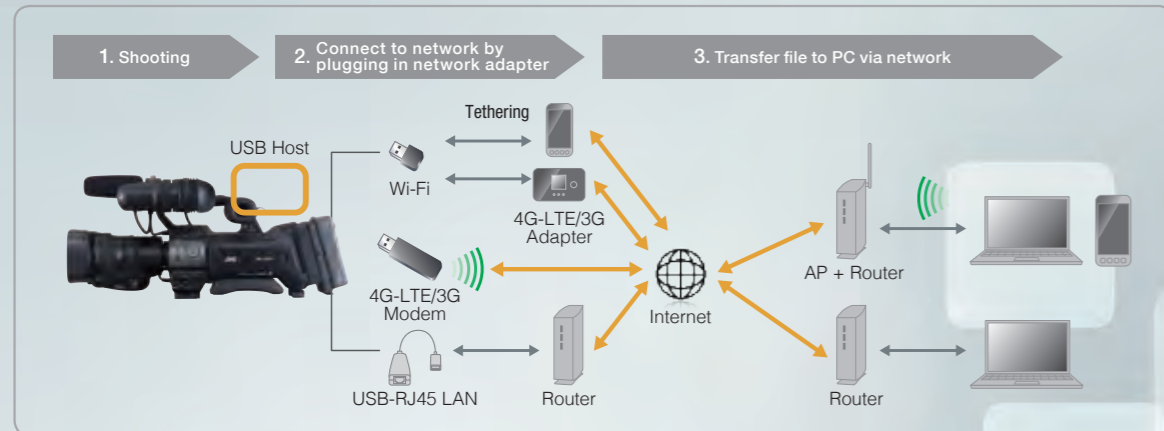 1. Shooting
2. Connect to network by
plugging in network adapter
3. Transfer file to PC via network
USB Host
Tethering
Wi-Fi
4G-LTE/3G
Adapter
4G-LTE/3G
Modem
Internet
AP + Router
USB-RJ45 LAN
Router
Router
JVC